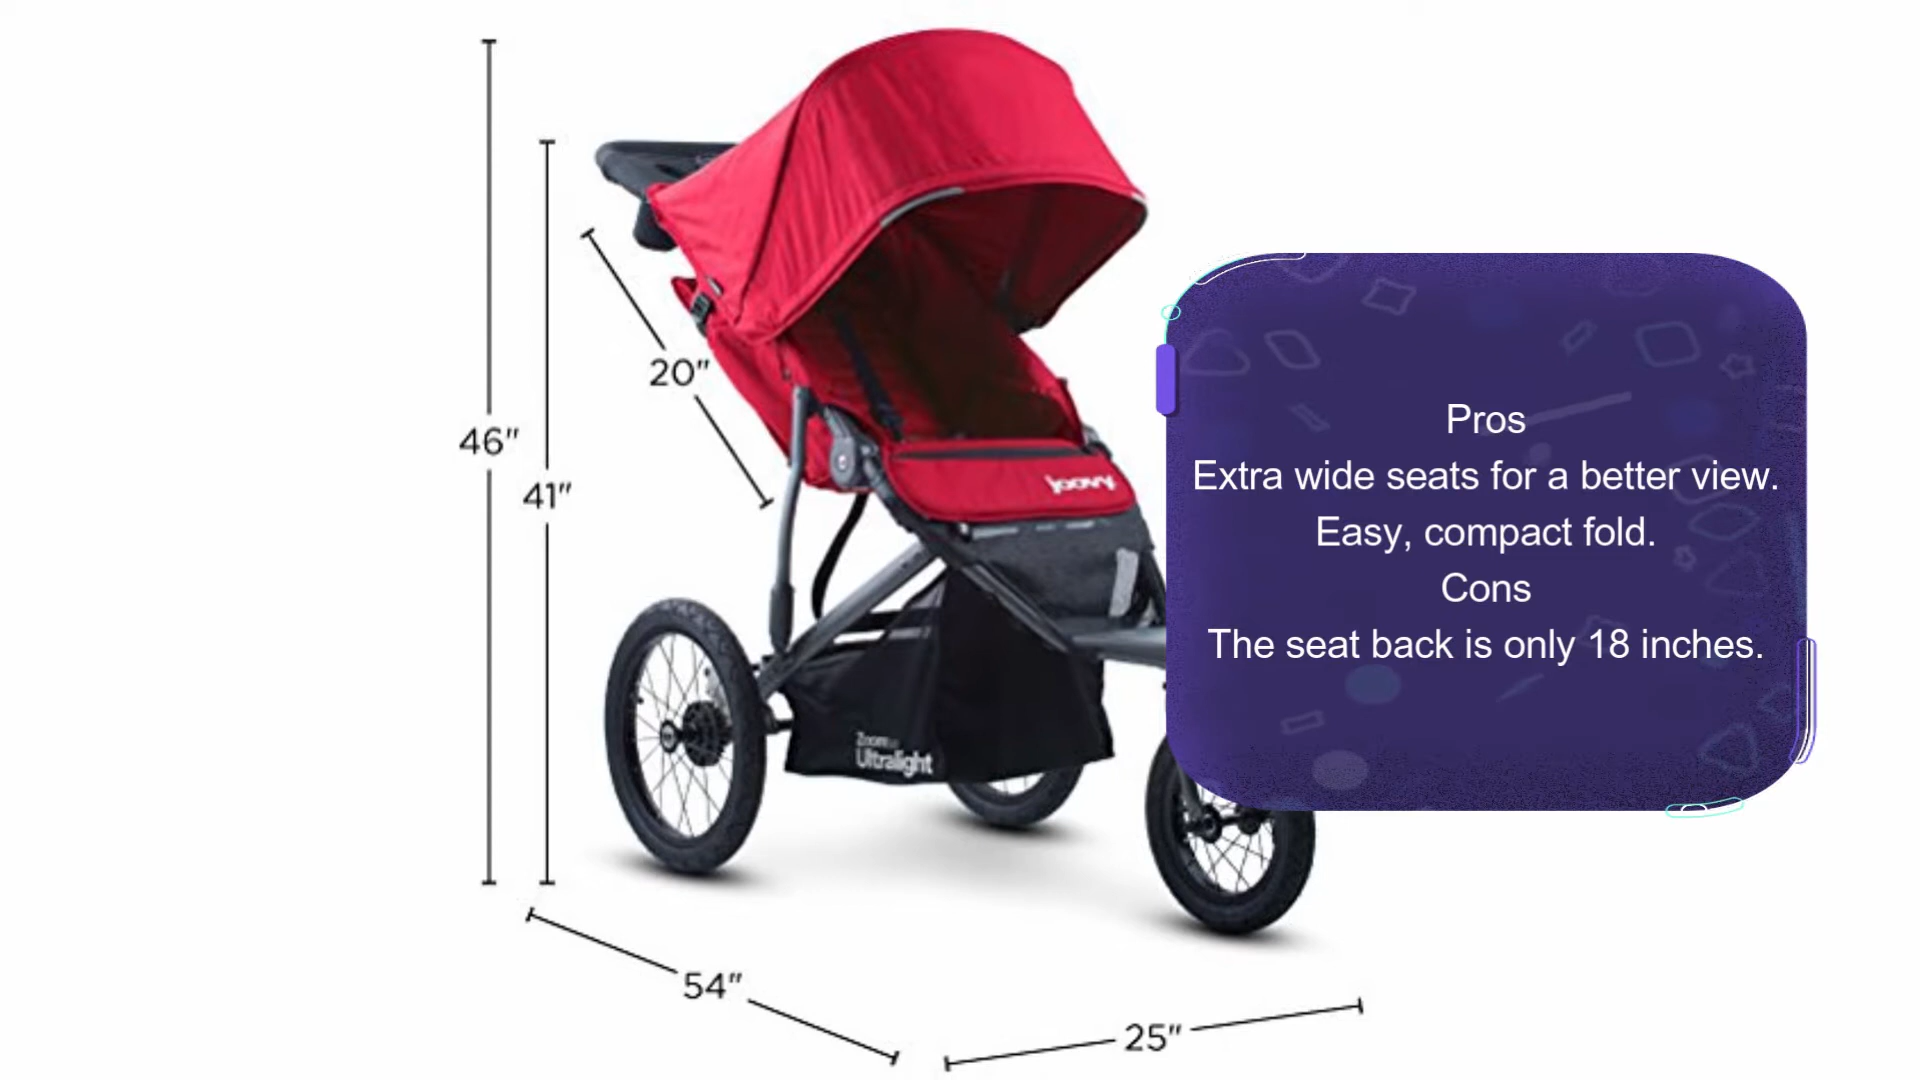 46"
41"
20"
joovy
Zoom
Ultralight
54"
25"
Pros
Extra wide seats for a better view.
Easy, compact fold.
Cons
The seat back is only 18 inches.